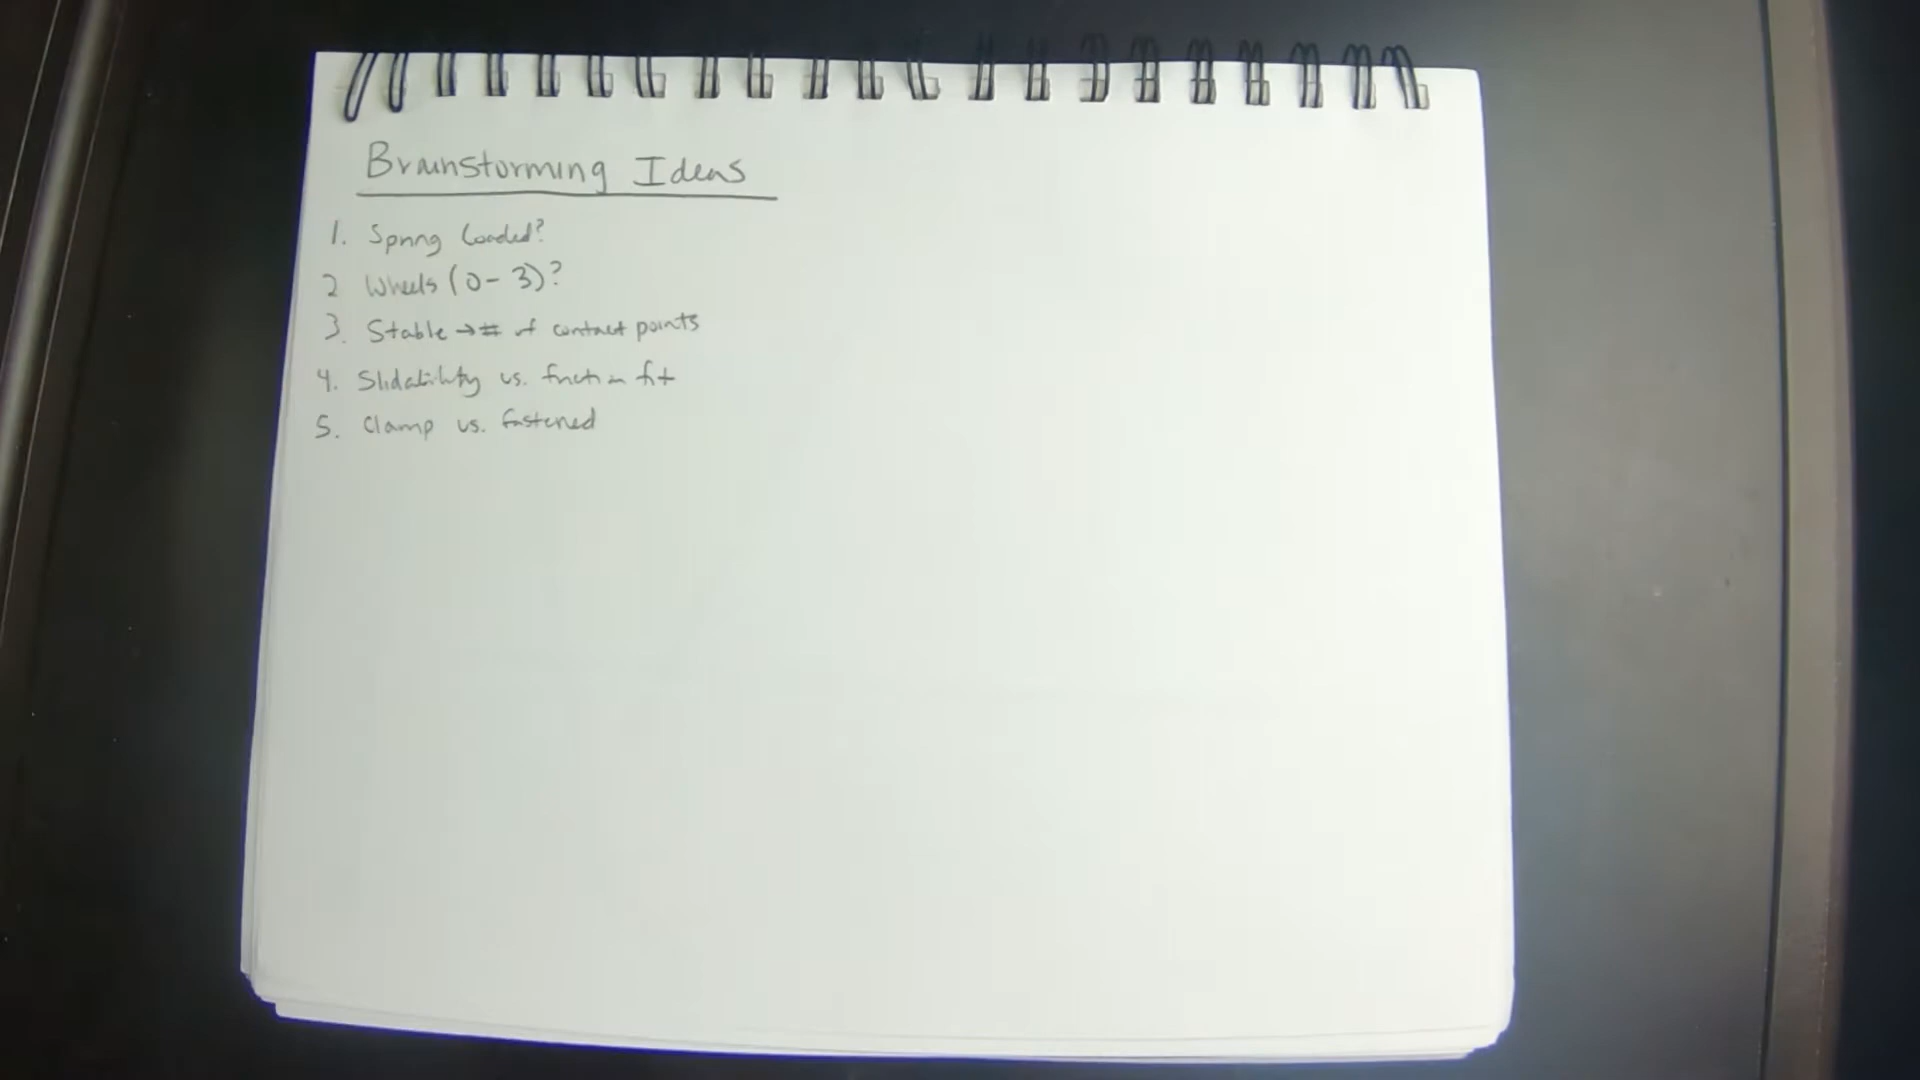 Brainstorming Ideas
1. Spring Loaded?
2 Wheels (0-3)?
3. Stable → # of contact points
4. Slidability vs. friction fit
5. Clamp vs. fastened